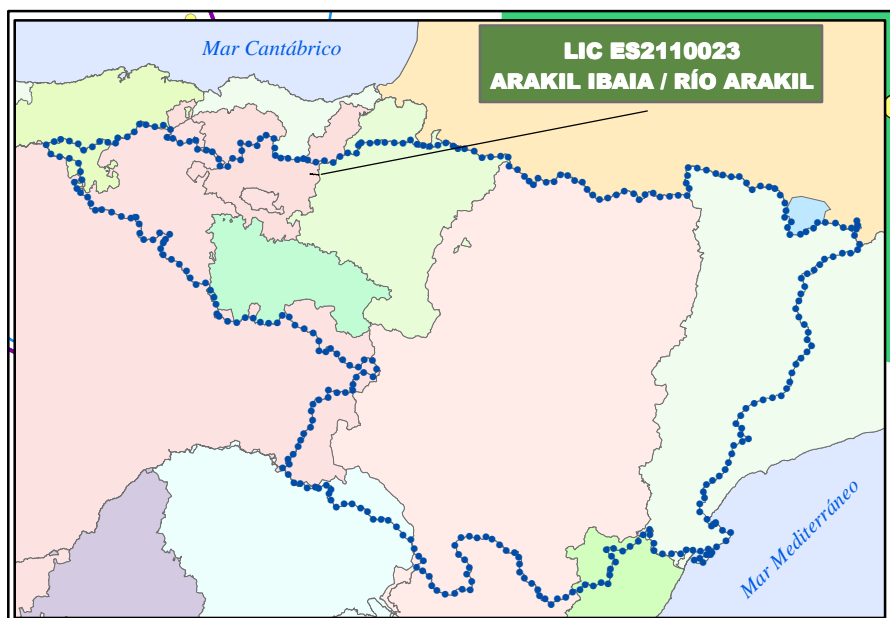 Mar Cantábrico
LIC ES2110023
ARAKIL IBAIA / RÍO ARAKIL
Mar Mediterráneo